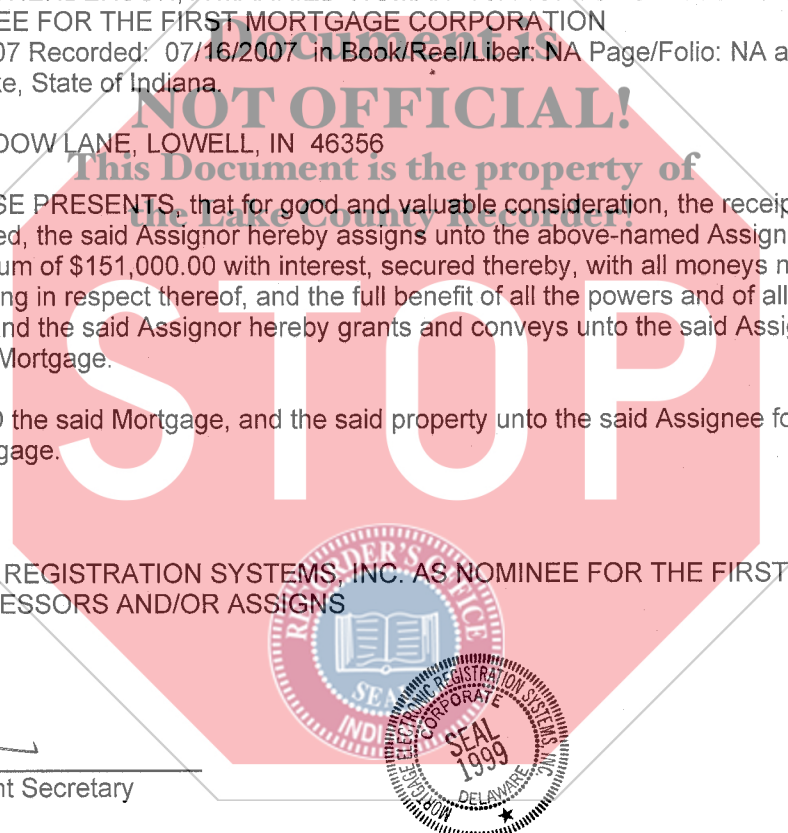 EE FOR THE FIRST MORTGAGE CORPORATION
Document is
07 Recorded: 07/16/2007 in Book/Reel/Liber: NA Page/Folio: NA a
ke, State of Indiana.
NOT OFFICIAL!
DOW LANE, LOWELL, IN 46356
This Document is the property of
SE PRESENTS, that for good and valuable consideration, the receip
the Lake County Recorder!
ed, the said Assignor hereby assigns unto the above-named Assign
um of $151,000.00 with interest, secured thereby, with all moneys n
ing in respect thereof, and the full benefit of all the powers and of all
nd the said Assignor hereby grants and conveys unto the said Assig
Mortgage.
STOP
D the said Mortgage, and the said property unto the said Assignee fo
gage.
REGISTRATION SYSTEMS, INC. AS NOMINEE FOR THE FIRST
ESSORS AND/OR ASSIGNS
RECORDER'S OFFICE
SEAL
INDI
MORTGAGE ELECTRONIC REGISTRATION SYSTEMS INC.
CORPORATE
SEAL
1999
DELAWARE
nt Secretary